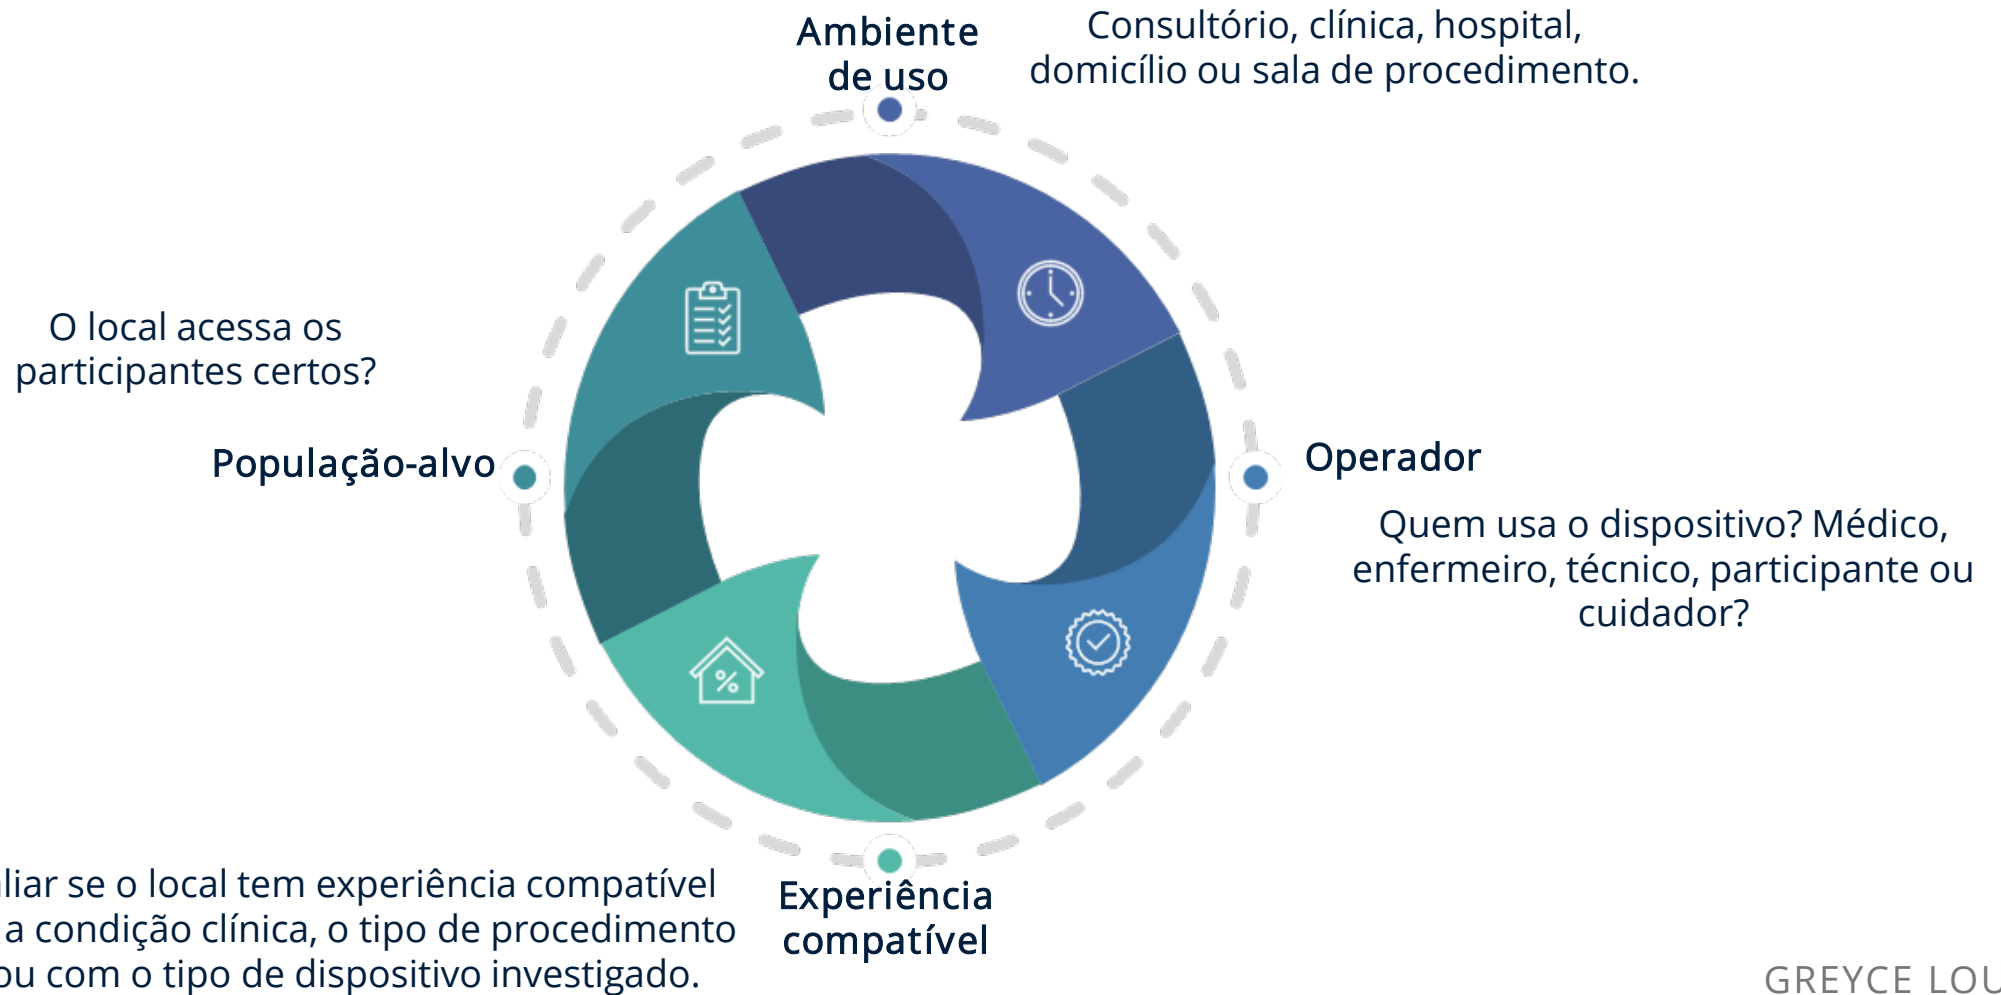 Ambiente
de uso
Consultório, clínica, hospital,
domicílio ou sala de procedimento.
O local acessa os
participantes certos?
População-alvo
Operador
Quem usa o dispositivo? Médico,
enfermeiro, técnico, participante ou
cuidador?
se o local tem experiência compatível
a condição clínica, o tipo de procedimento
ou com o tipo de dispositivo investigado.
Experiência
compatível
GREYCE